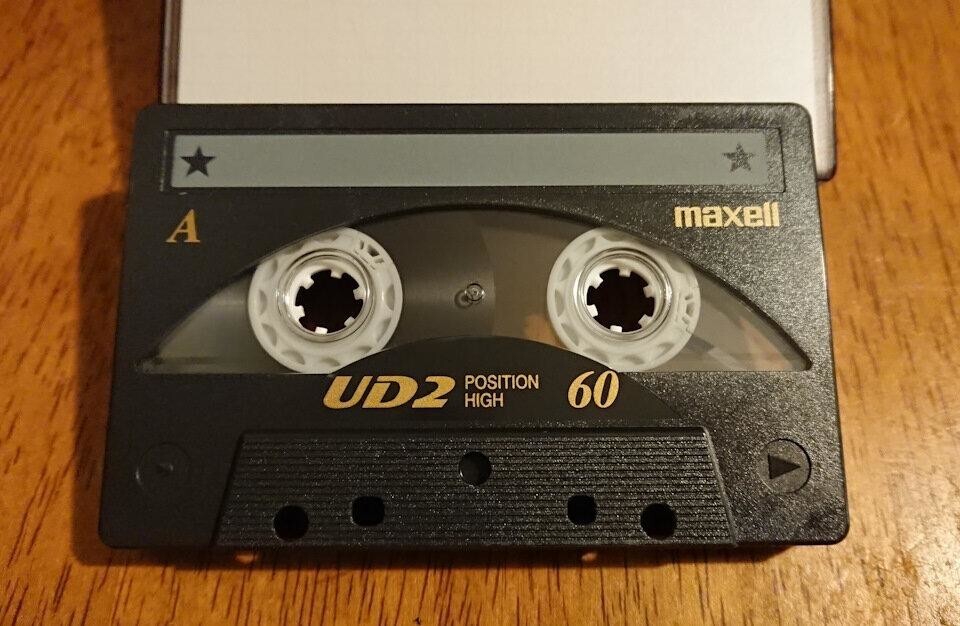 A
maxell
UD2 POSITION HIGH 60